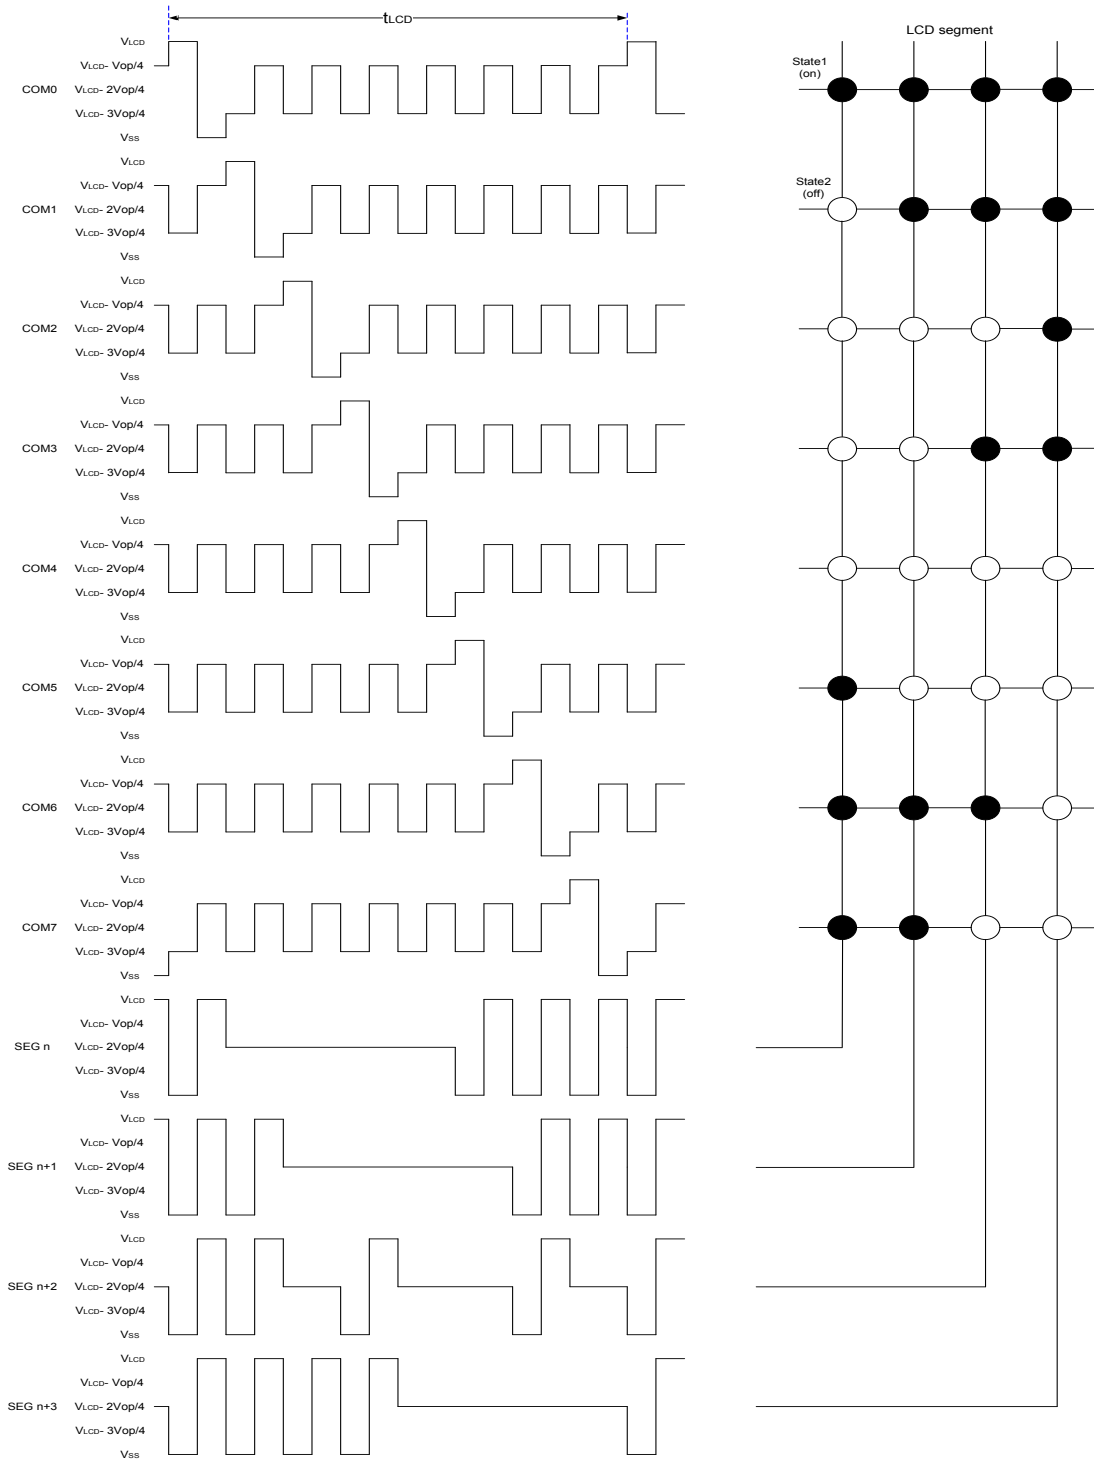 tLCD
LCD segment
VLCD
VLCD- Vop/4
COM0 VLCD- 2Vop/4
VLCD- 3Vop/4
VSS
State1
(on)
VLCD
VLCD- Vop/4
COM1 VLCD- 2Vop/4
VLCD- 3Vop/4
VSS
State2
(off)
VLCD
VLCD- Vop/4
COM2 VLCD- 2Vop/4
VLCD- 3Vop/4
VSS
VLCD
VLCD- Vop/4
COM3 VLCD- 2Vop/4
VLCD- 3Vop/4
VSS
VLCD
VLCD- Vop/4
COM4 VLCD- 2Vop/4
VLCD- 3Vop/4
VSS
VLCD
VLCD- Vop/4
COM5 VLCD- 2Vop/4
VLCD- 3Vop/4
VSS
VLCD
VLCD- Vop/4
COM6 VLCD- 2Vop/4
VLCD- 3Vop/4
VSS
VLCD
VLCD- Vop/4
COM7 VLCD- 2Vop/4
VLCD- 3Vop/4
VSS
VLCD
VLCD- Vop/4
SEG n VLCD- 2Vop/4
VLCD- 3Vop/4
VSS
VLCD
VLCD- Vop/4
SEG n+1 VLCD- 2Vop/4
VLCD- 3Vop/4
VSS
VLCD
VLCD- Vop/4
SEG n+2 VLCD- 2Vop/4
VLCD- 3Vop/4
VSS
VLCD
VLCD- Vop/4
SEG n+3 VLCD- 2Vop/4
VLCD- 3Vop/4
VSS